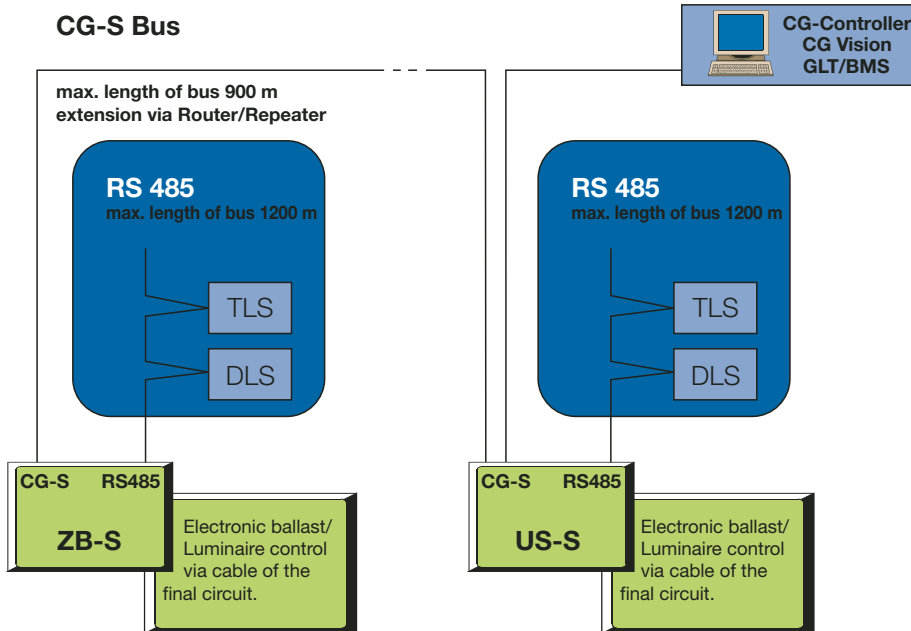 CG-S Bus
CG-Controller
CG Vision
GLT/BMS
max. length of bus 900 m
extension via Router/Repeater
RS 485
max. length of bus 1200 m
TLS
DLS
RS 485
max. length of bus 1200 m
TLS
DLS
CG-S RS485
ZB-S
Electronic ballast/
Luminaire control
via cable of the
final circuit.
CG-S RS485
US-S
Electronic ballast/
Luminaire control
via cable of the
final circuit.